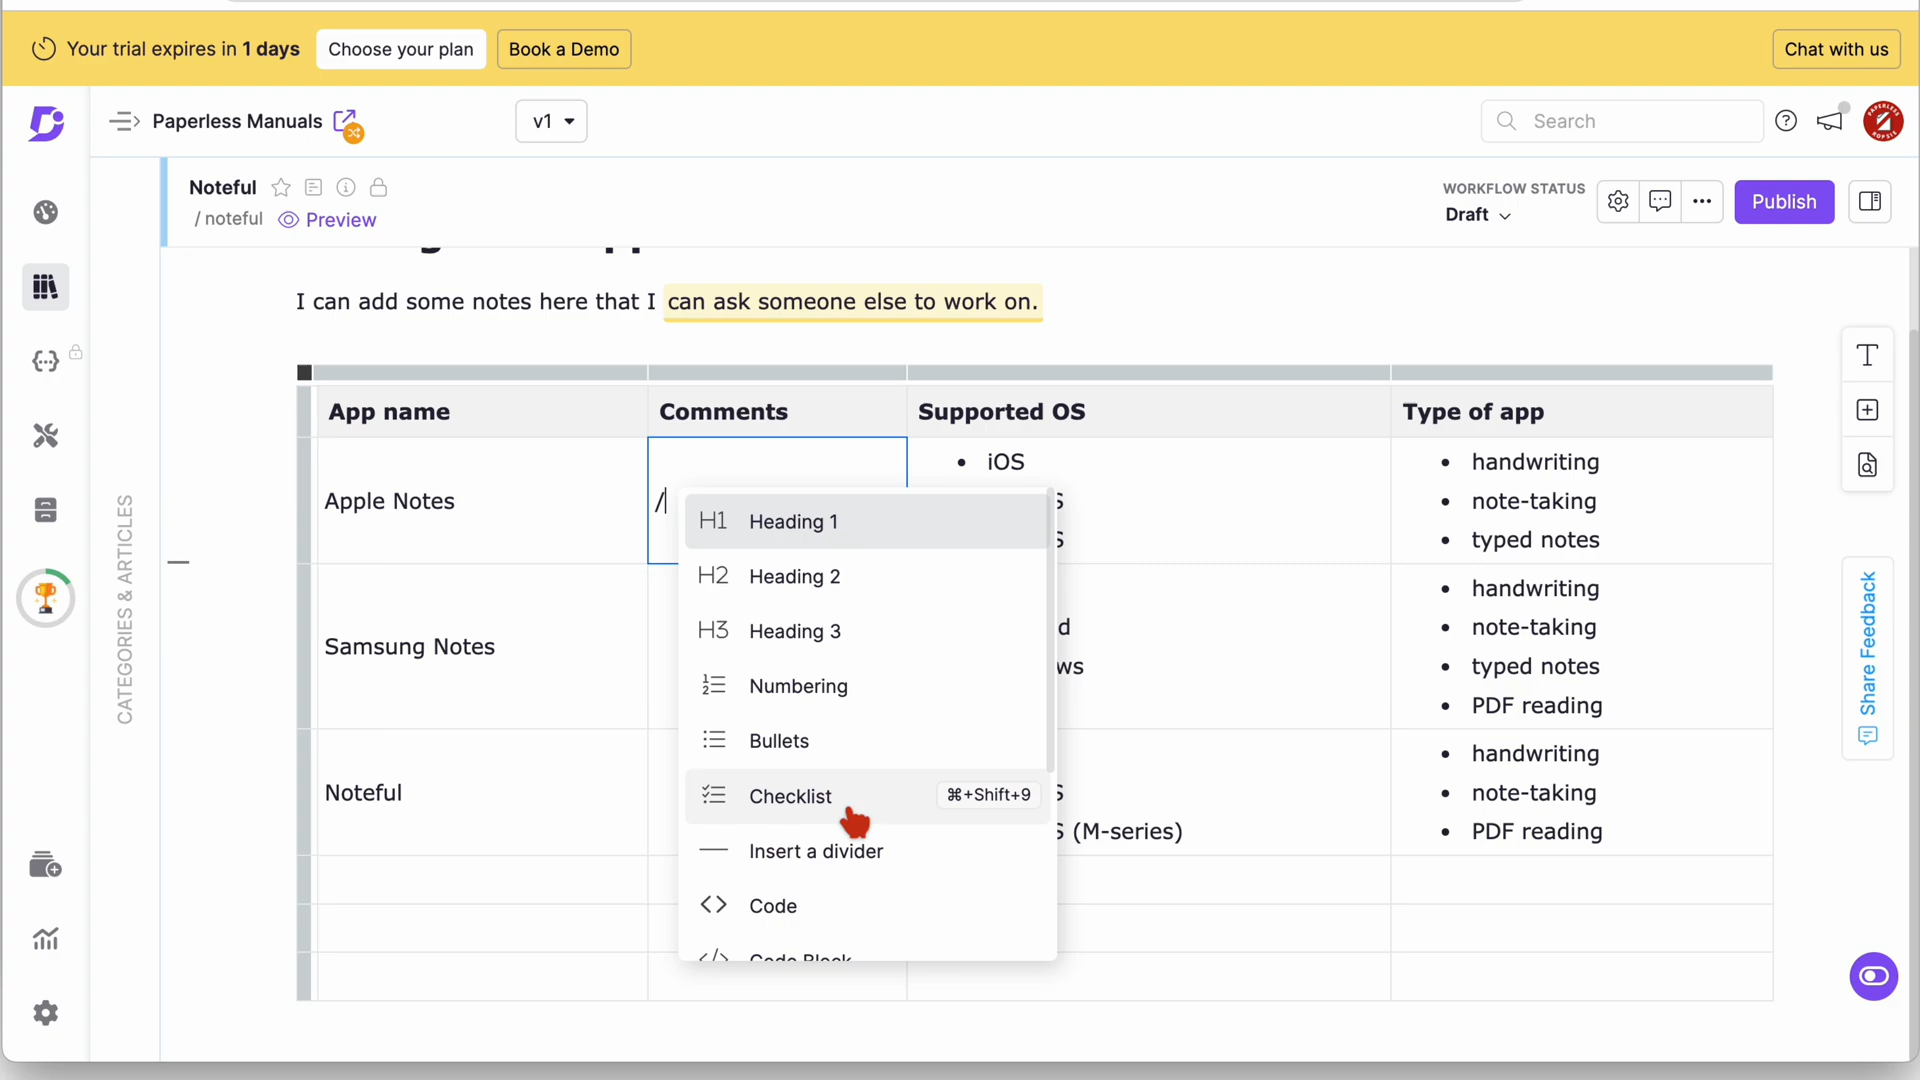 Your trial expires in 1 days Choose your plan Book a Demo Chat with us
Paperless Manuals v1 Search
Noteful
/ noteful Preview
WORKFLOW STATUS
Draft
Publish
I can add some notes here that I can ask someone else to work on.
App name Comments Supported OS Type of app
Apple Notes
/
iOS
handwriting
note-taking
typed notes
Samsung Notes
handwriting
note-taking
typed notes
PDF reading
Noteful
(M-series)
handwriting
note-taking
PDF reading
H1 Heading 1
H2 Heading 2
H3 Heading 3
Numbering
Bullets
Checklist ⌘+Shift+9
Insert a divider
<> Code
Code Block
CATEGORIES & ARTICLES
Share Feedback